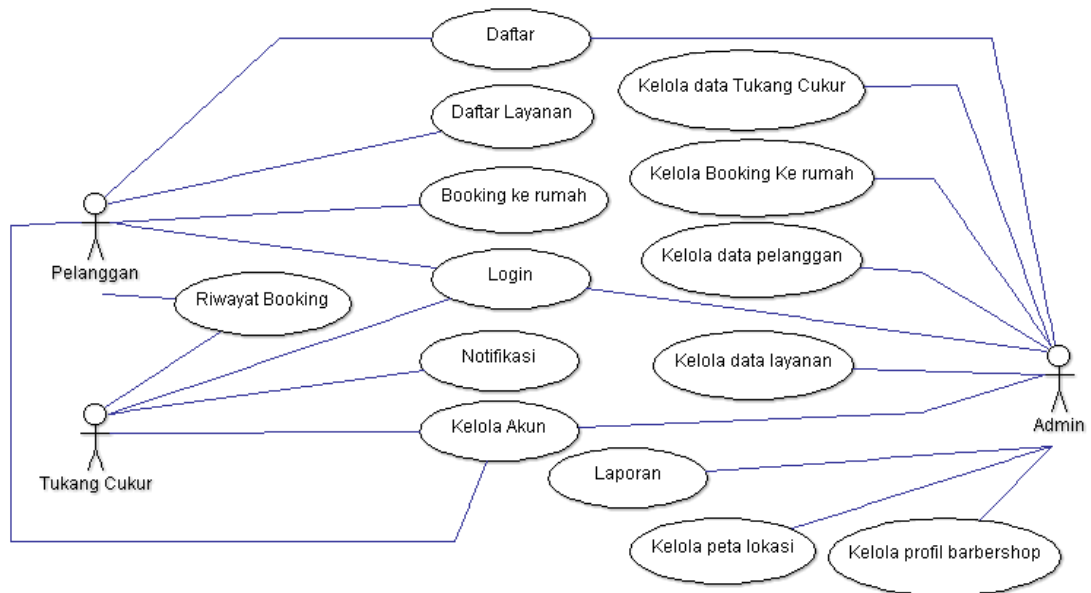 Daftar
Kelola data Tukang Cukur
Daftar Layanan
Kelola Booking Ke rumah
Booking ke rumah
Kelola data pelanggan
Pelanggan
Login
Riwayat Booking
Notifikasi
Kelola data layanan
Kelola Akun
Admin
Tukang Cukur
Laporan
Kelola peta lokasi
Kelola profil barbershop